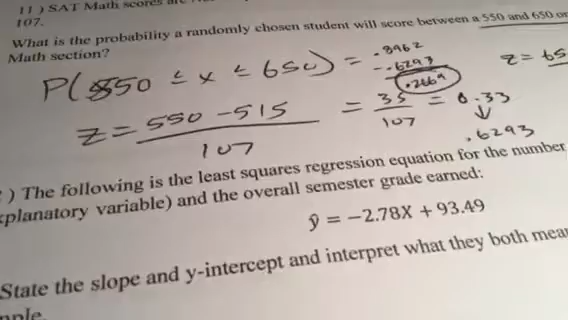 11 ) SAT Math scores are
107.
What is the probability a randomly chosen student will score between a 550 and 650 on
Math section?
P(550 ≤ x ≤ 650) = .8962
- .6293
.2669
z = 65
z = 550 - 515 / 107 = 35 / 107 = 0.33
↓
.6293
) The following is the least squares regression equation for the number
xplanatory variable) and the overall semester grade earned:
ŷ = −2.78X + 93.49
State the slope and y-intercept and interpret what they both mea
mple.